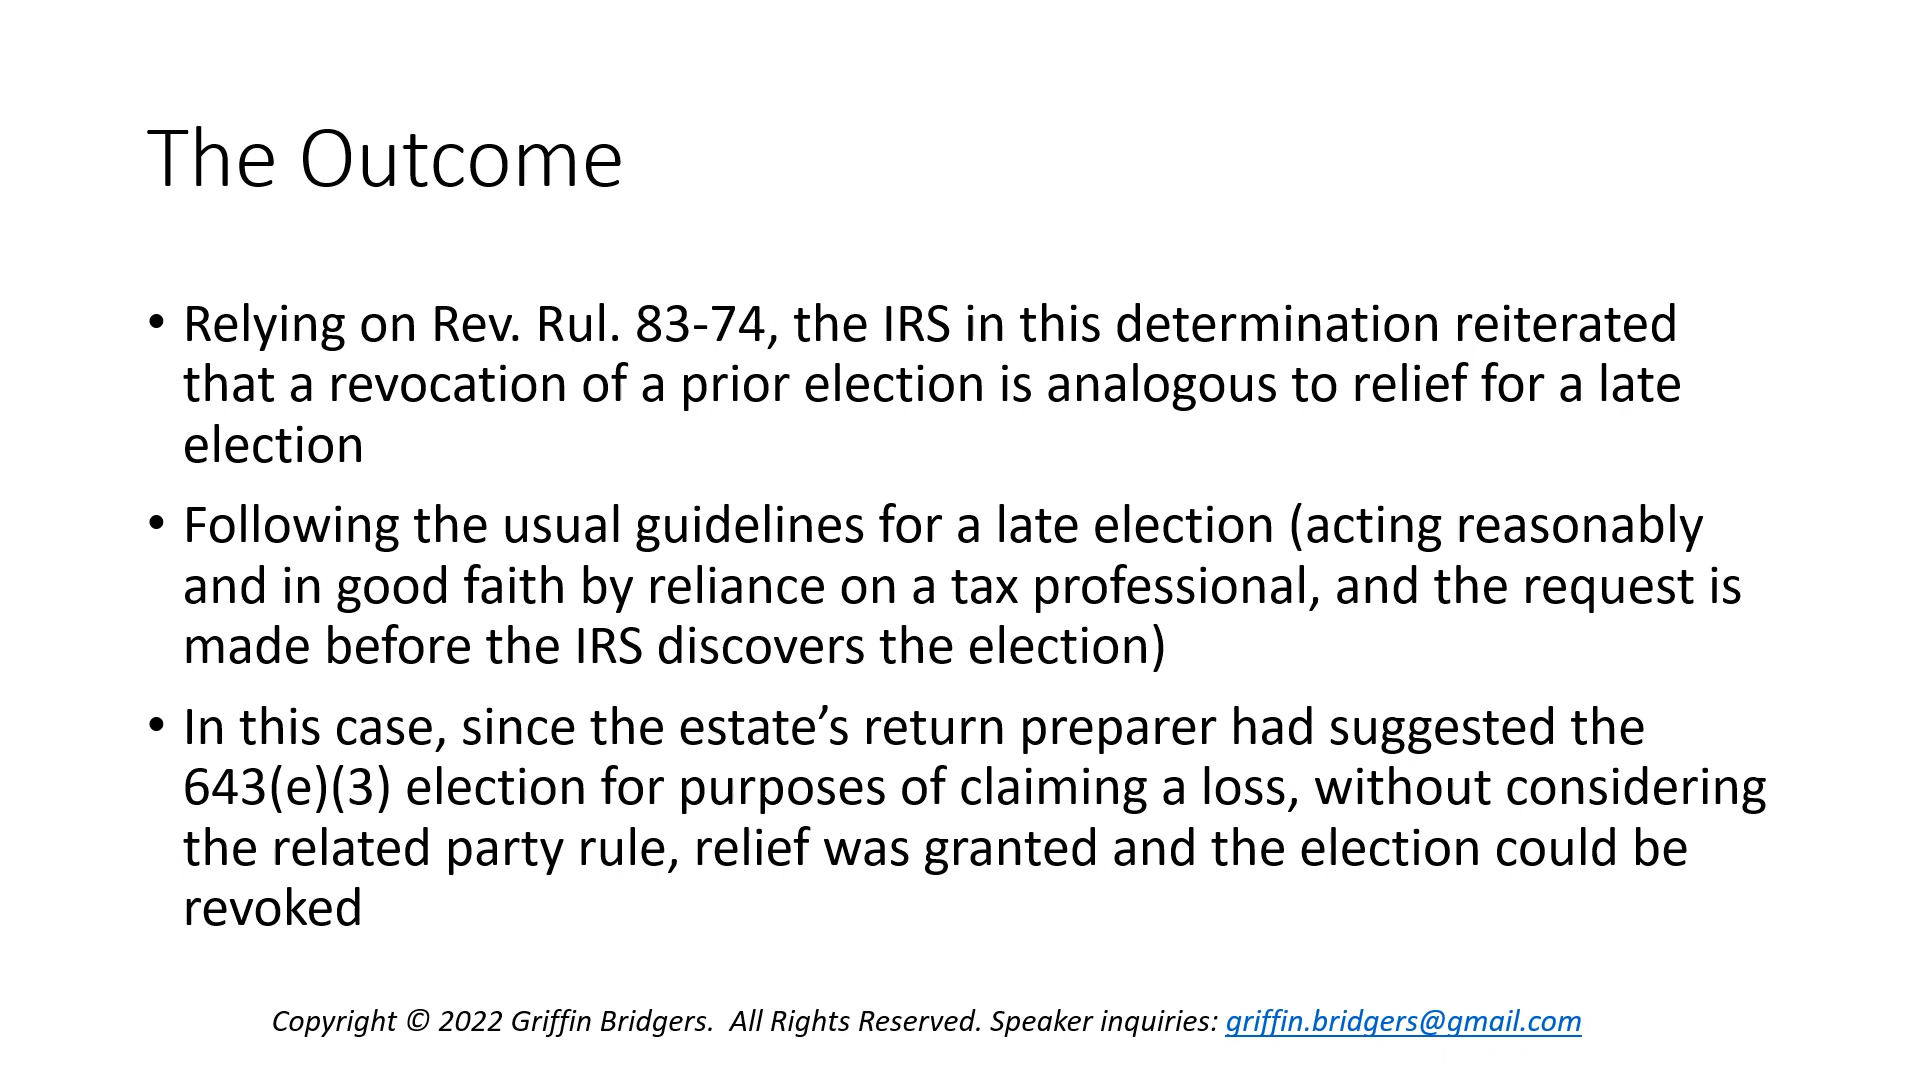 The Outcome
• Relying on Rev. Rul. 83-74, the IRS in this determination reiterated
that a revocation of a prior election is analogous to relief for a late
election
• Following the usual guidelines for a late election (acting reasonably
and in good faith by reliance on a tax professional, and the request is
made before the IRS discovers the election)
• In this case, since the estate’s return preparer had suggested the
643(e)(3) election for purposes of claiming a loss, without considering
the related party rule, relief was granted and the election could be
revoked
Copyright © 2022 Griffin Bridgers.  All Rights Reserved. Speaker inquiries: griffin.bridgers@gmail.com